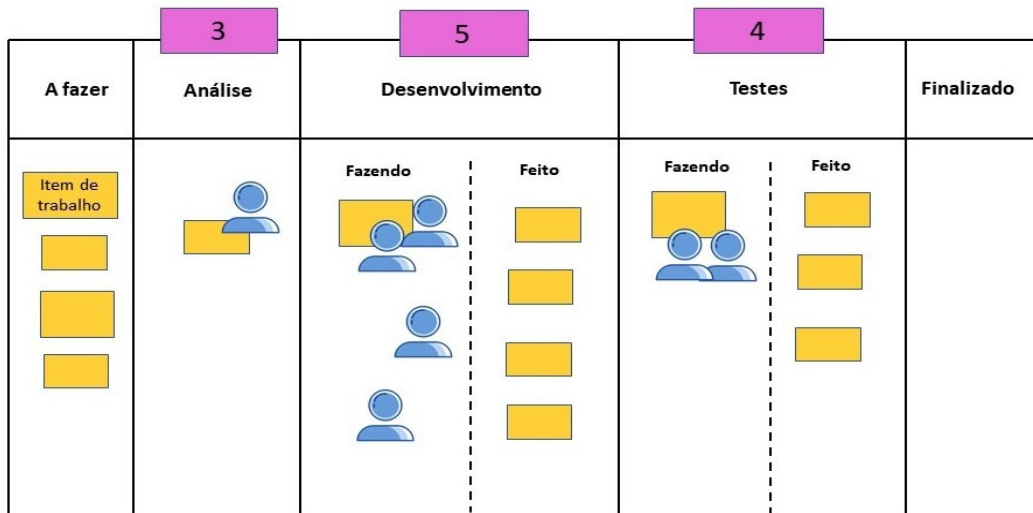 3
5
4
A fazer
Análise
Desenvolvimento
Testes
Finalizado
Item de
trabalho
Fazendo
Feito
Fazendo
Feito